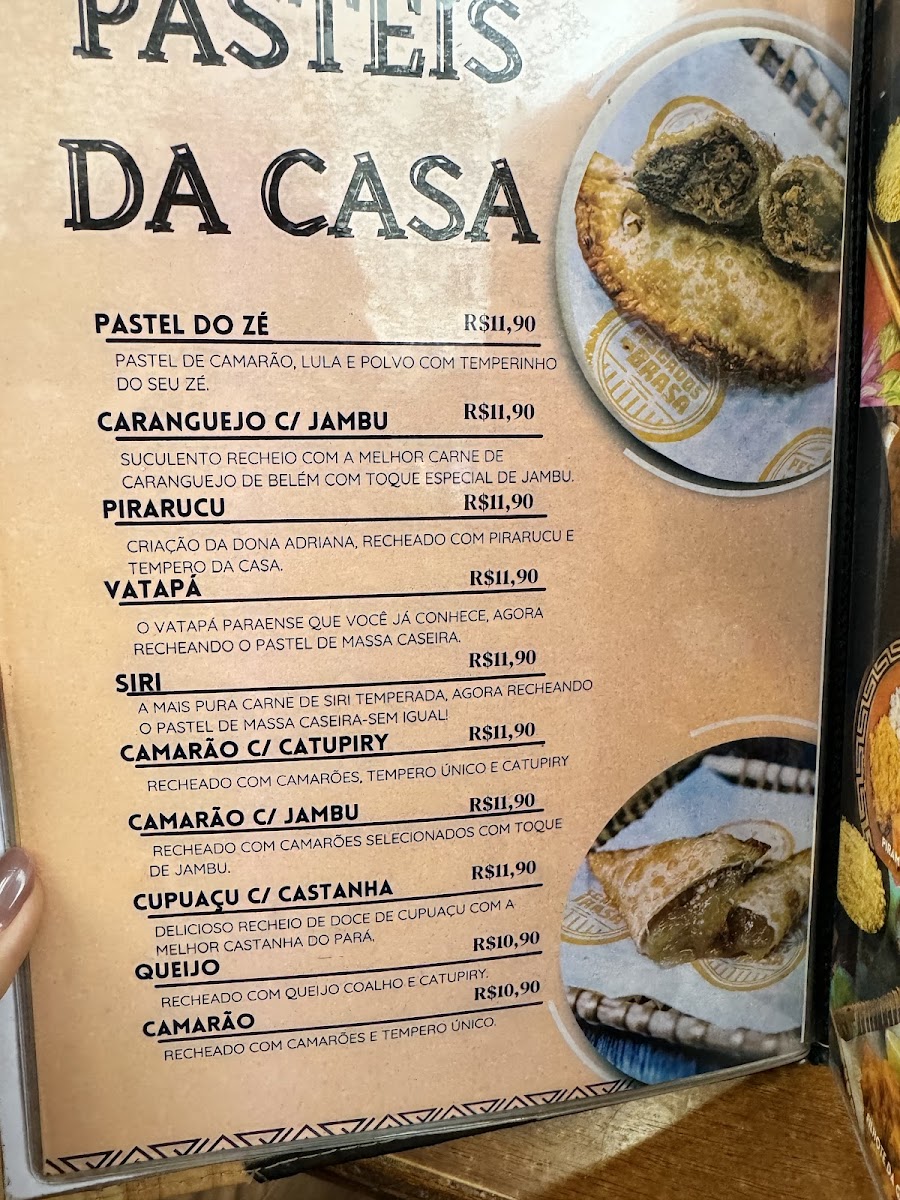 PASTEIS
DA CASA
PASTEL DO ZÉ R$11,90
PASTEL DE CAMARÃO, LULA E POLVO COM TEMPERINHO
DO SEU ZÉ.
CARANGUEJO C/ JAMBU R$11,90
SUCULENTO RECHEIO COM A MELHOR CARNE DE
CARANGUEJO DE BELÉM COM TOQUE ESPECIAL DE JAMBU.
PIRARUCU R$11,90
CRIAÇÃO DA DONA ADRIANA, RECHEADO COM PIRARUCU E
TEMPERO DA CASA.
VATAPÁ R$11,90
O VATAPÁ PARAENSE QUE VOCÊ JÁ CONHECE, AGORA
RECHEANDO O PASTEL DE MASSA CASEIRA.
SIRI R$11,90
A MAIS PURA CARNE DE SIRI TEMPERADA, AGORA RECHEANDO
O PASTEL DE MASSA CASEIRA-SEM IGUAL!
CAMARÃO C/ CATUPIRY R$11,90
RECHEADO COM CAMARÕES, TEMPERO ÚNICO E CATUPIRY
CAMARÃO C/ JAMBU R$11,90
RECHEADO COM CAMARÕES SELECIONADOS COM TOQUE
DE JAMBU.
CUPUAÇU C/ CASTANHA R$11,90
DELICIOSO RECHEIO DE DOCE DE CUPUAÇU COM A
MELHOR CASTANHA DO PARÁ.
QUEIJO R$10,90
RECHEADO COM QUEIJO COALHO E CATUPIRY.
CAMARÃO R$10,90
RECHEADO COM CAMARÕES E TEMPERO ÚNICO.